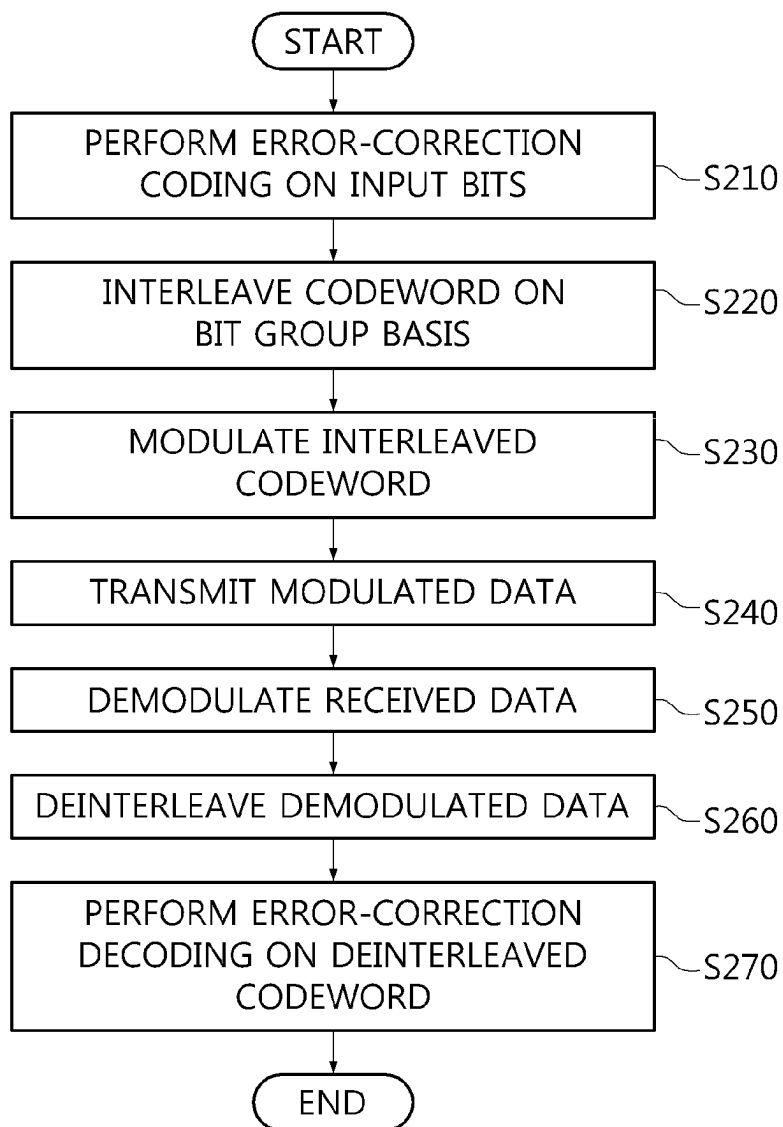 START
PERFORM ERROR-CORRECTION
CODING ON INPUT BITS
S210
INTERLEAVE CODEWORD ON
BIT GROUP BASIS
S220
MODULATE INTERLEAVED
CODEWORD
S230
TRANSMIT MODULATED DATA
S240
DEMODULATE RECEIVED DATA
S250
DEINTERLEAVE DEMODULATED DATA
S260
PERFORM ERROR-CORRECTION
DECODING ON DEINTERLEAVED
CODEWORD
S270
END